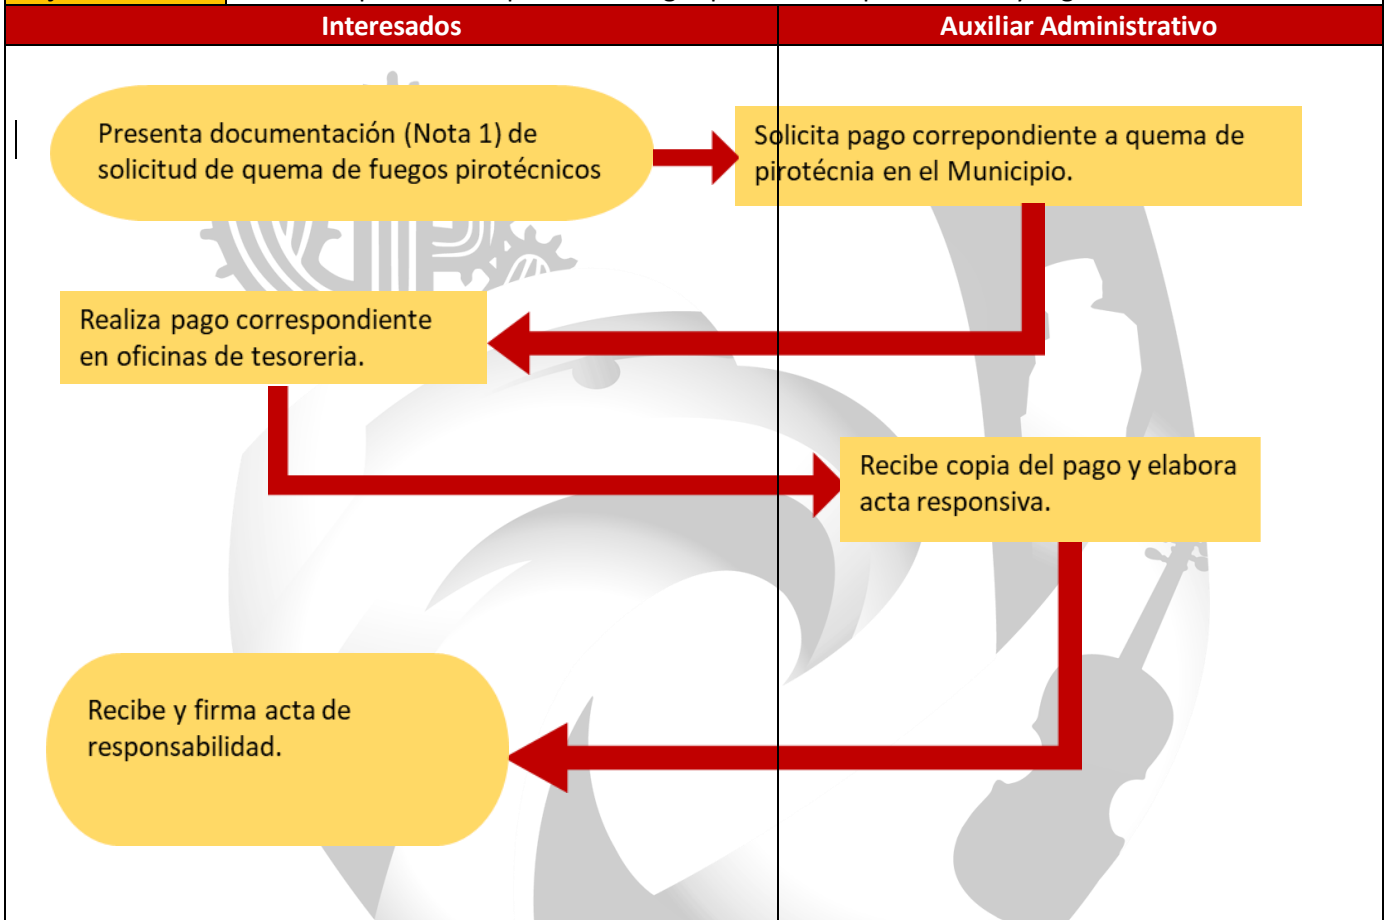 Interesados
Auxiliar Administrativo
Presenta documentación (Nota 1) de
solicitud de quema de fuegos pirotécnicos
Solicita pago correpondiente a quema de
pirotécnia en el Municipio.
Realiza pago correspondiente
en oficinas de tesoreria.
Recibe copia del pago y elabora
acta responsiva.
Recibe y firma acta de
responsabilidad.